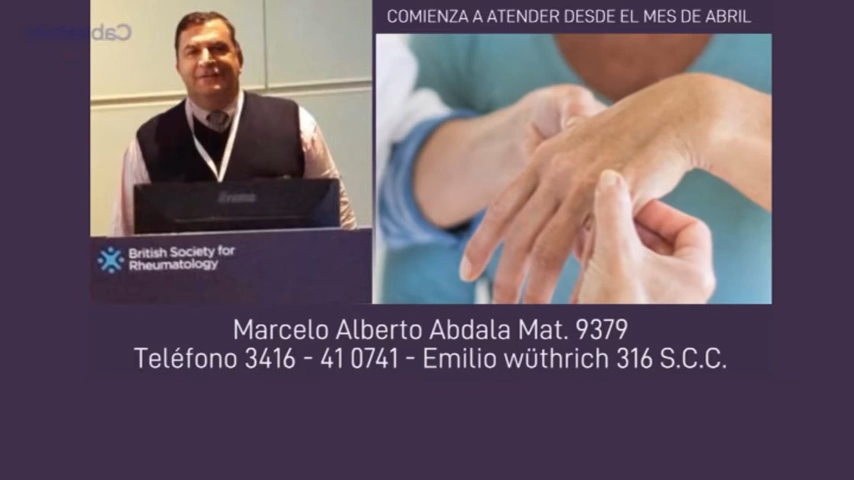 COMIENZA A ATENDER DESDE EL MES DE ABRIL
British Society for
Rheumatology
Marcelo Alberto Abdala Mat. 9379
Teléfono 3416 - 41 0741 - Emilio wüthrich 316 S.C.C.